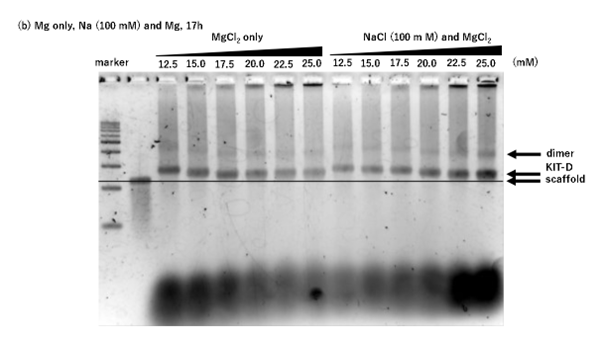 (b) Mg only, Na (100 mM) and Mg, 17h
MgCl₂ only NaCl (100 m M) and MgCl₂
marker 12.5 15.0 17.5 20.0 22.5 25.0 12.5 15.0 17.5 20.0 22.5 25.0 (mM)
dimer
KIT-D
scaffold